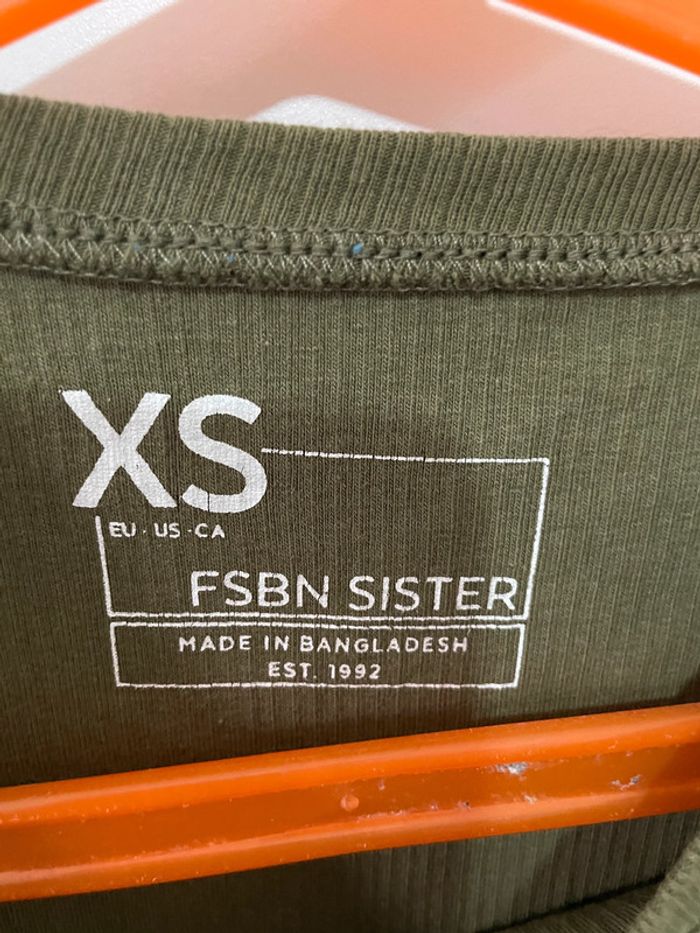 XS
EU · US · CA
FSBN SISTER
MADE IN BANGLADESH
EST. 1992